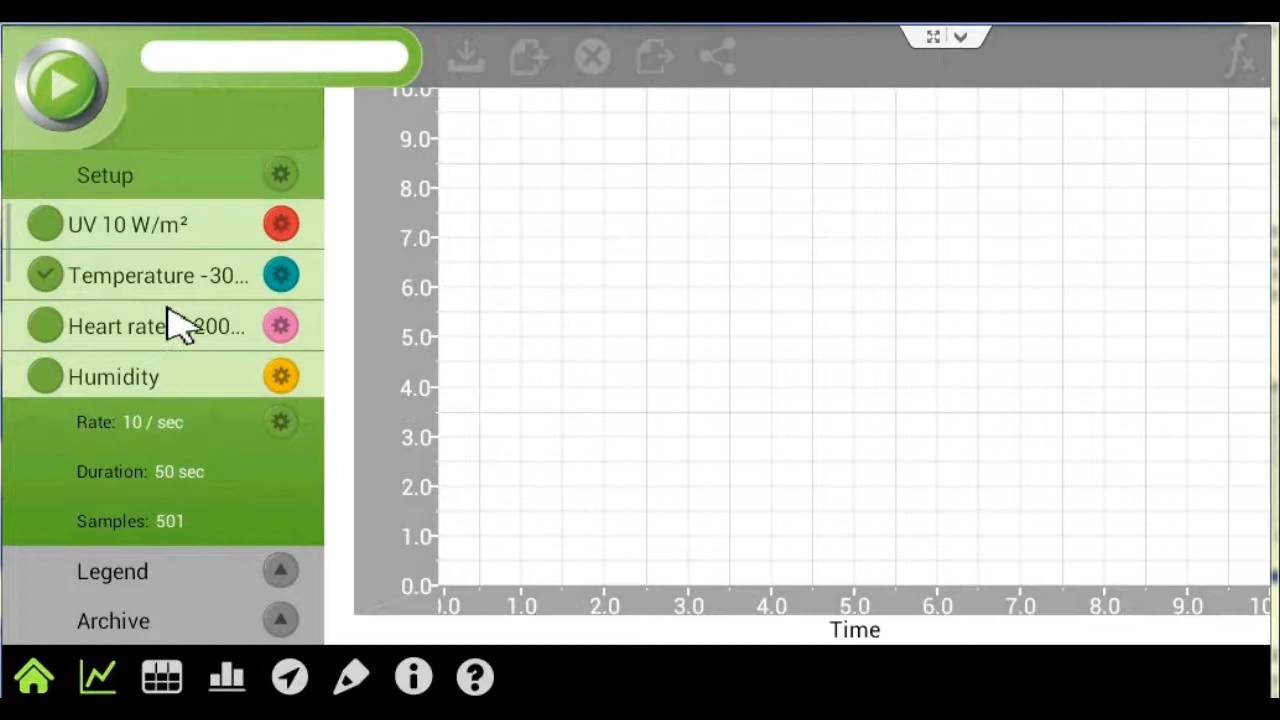 Setup
UV 10 W/m²
Temperature -30...
Heart rate 200...
Humidity
Rate: 10 / sec
Duration: 50 sec
Samples: 501
Legend
Archive
fx
10.0
9.0
8.0
7.0
6.0
5.0
4.0
3.0
2.0
1.0
0.0
1.0 2.0 3.0 4.0 5.0 6.0 7.0 8.0 9.0 10
Time